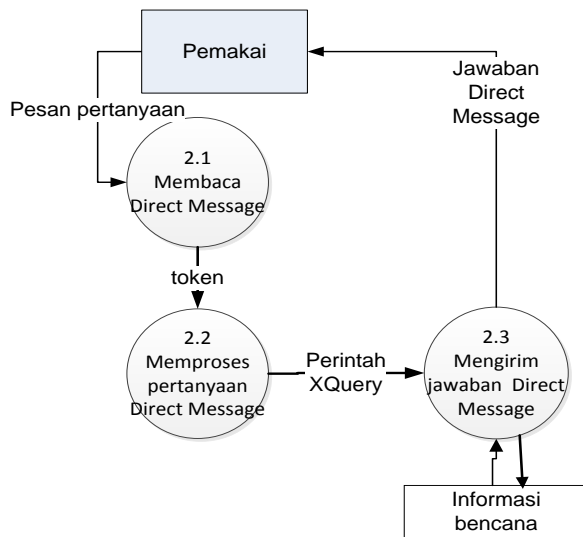 Pemakai
Jawaban
Direct
Message
Pesan pertanyaan
2.1
Membaca
Direct Message
token
2.2
Memproses
pertanyaan
Direct Message
Perintah
XQuery
2.3
Mengirim
jawaban Direct
Message
Informasi
bencana